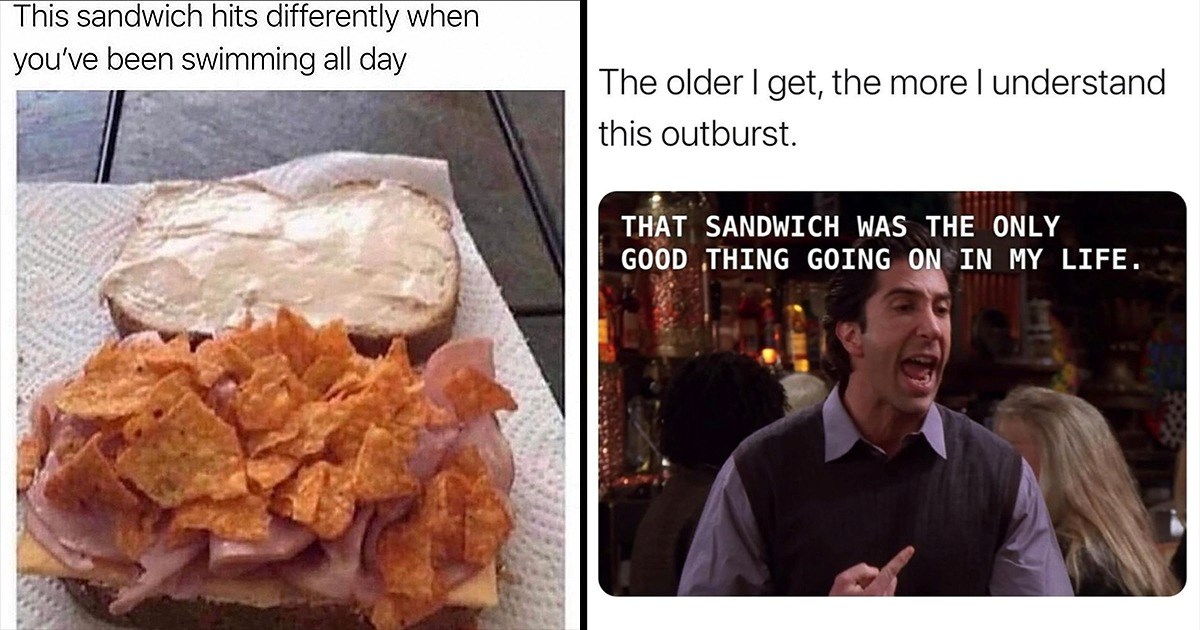 This sandwich hits differently when
you've been swimming all day
The older I get, the more I understand
this outburst.
THAT SANDWICH WAS THE ONLY
GOOD THING GOING ON IN MY LIFE.